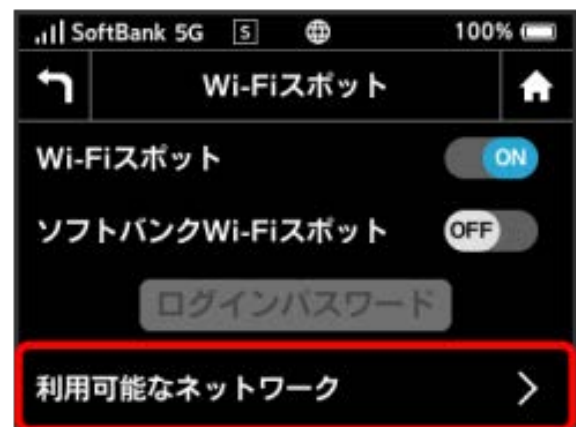 SoftBank 5G S 100%
Wi-Fiスポット
Wi-Fiスポット ON
ソフトバンクWi-Fiスポット OFF
ログインパスワード
利用可能なネットワーク